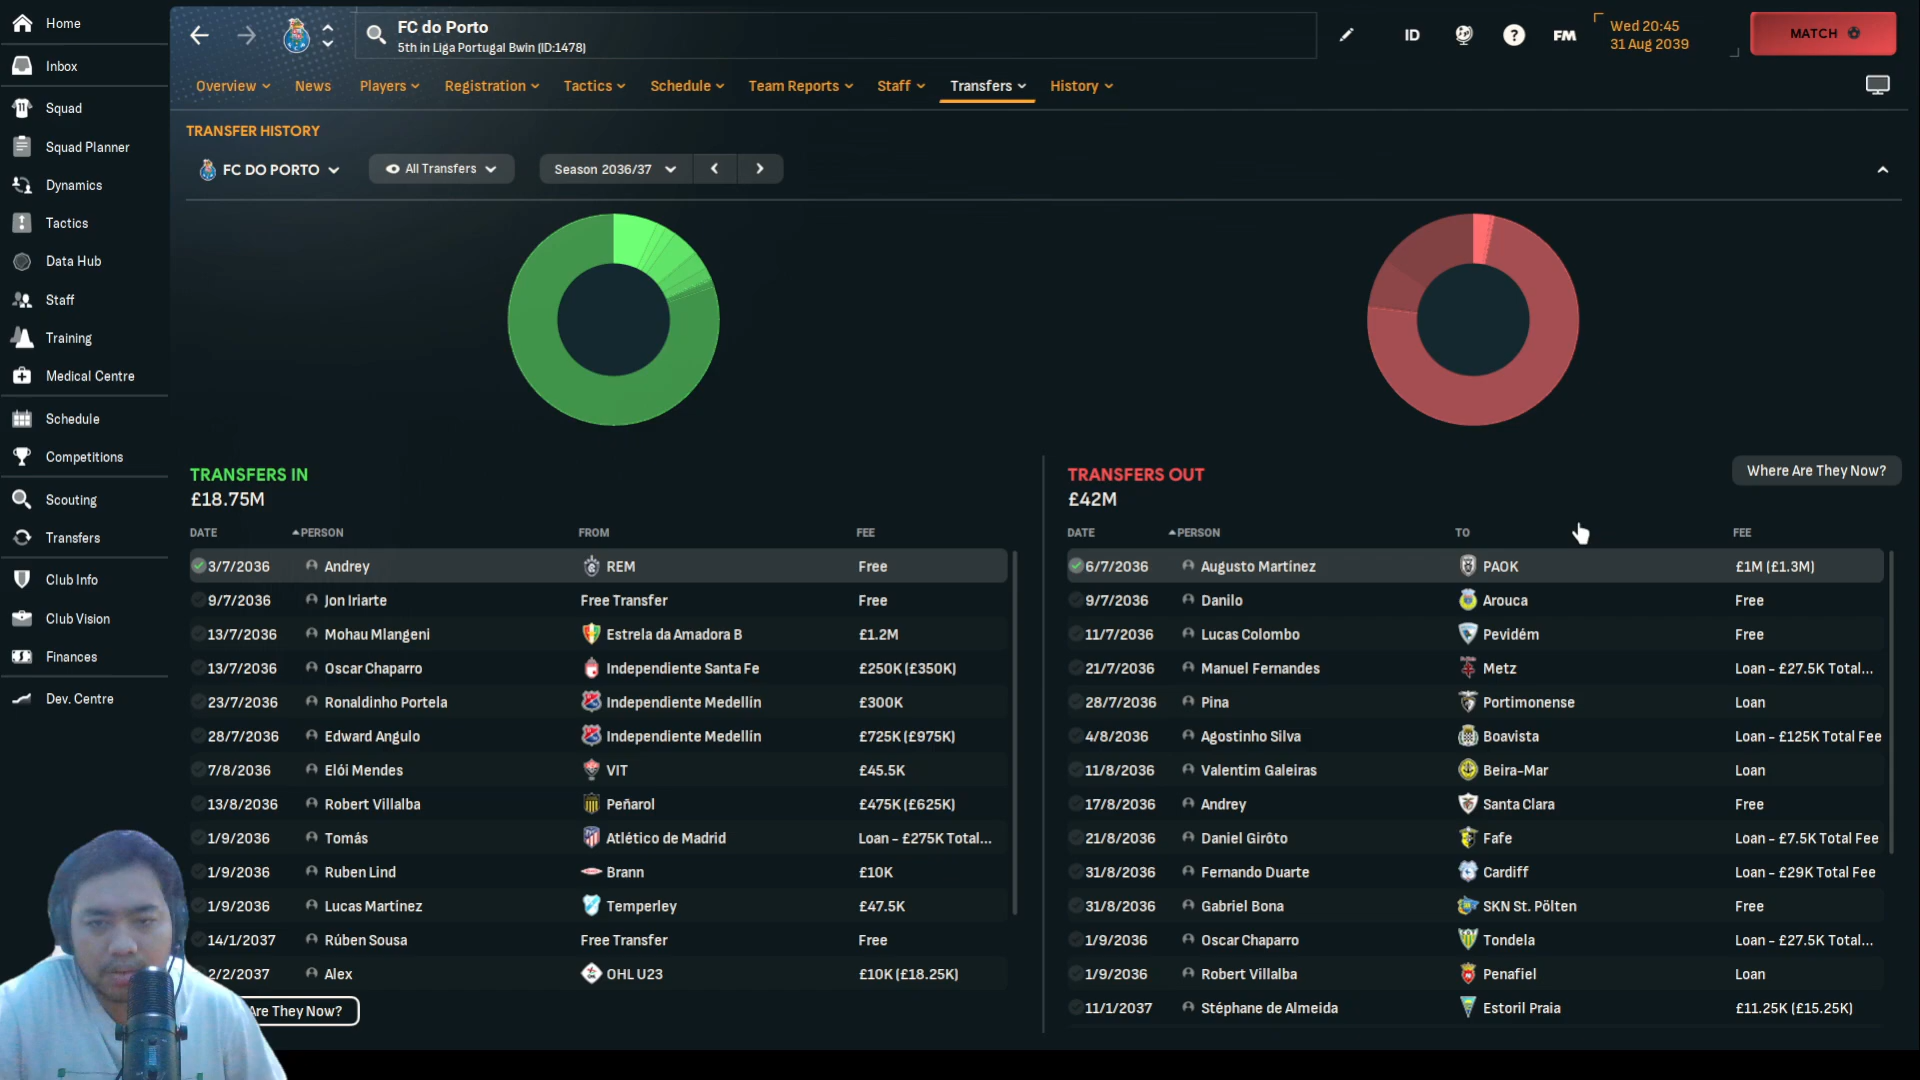 Home
Inbox
Squad
Squad Planner
Dynamics
Tactics
Data Hub
Staff
Training
Medical Centre
Schedule
Competitions
Scouting
Transfers
Club Info
Club Vision
Finances
Dev. Centre
FC do Porto
5th in Liga Portugal Bwin (ID:1478)
ID
?
FM
Wed 20:45
31 Aug 2039
MATCH
Overview News Players Registration Tactics Schedule Team Reports Staff Transfers History
TRANSFER HISTORY
FC DO PORTO All Transfers Season 2036/37
TRANSFERS IN
£18.75M
DATE PERSON FROM FEE
3/7/2036 Andrey REM Free
9/7/2036 Jon Iriarte Free Transfer Free
13/7/2036 Mohau Mlangeni Estrela da Amadora B £1.2M
13/7/2036 Oscar Chaparro Independiente Santa Fe £250K (£350K)
23/7/2036 Ronaldinho Portela Independiente Medellín £300K
28/7/2036 Edward Angulo Independiente Medellín £725K (£975K)
7/8/2036 Elói Mendes VIT £45.5K
13/8/2036 Robert Villalba Peñarol £475K (£625K)
1/9/2036 Tomás Atlético de Madrid Loan - £275K Total...
1/9/2036 Ruben Lind Brann £10K
1/9/2036 Lucas Martínez Temperley £47.5K
14/1/2037 Rúben Sousa Free Transfer Free
2/2/2037 Alex OHL U23 £10K (£18.25K)
Are They Now?
TRANSFERS OUT
£42M
Where Are They Now?
DATE PERSON TO FEE
6/7/2036 Augusto Martínez PAOK £1M (£1.3M)
9/7/2036 Danilo Arouca Free
11/7/2036 Lucas Colombo Pevidém Free
21/7/2036 Manuel Fernandes Metz Loan - £27.5K Total...
28/7/2036 Pina Portimonense Loan
4/8/2036 Agostinho Silva Boavista Loan - £125K Total Fee
11/8/2036 Valentim Galeiras Beira-Mar Loan
17/8/2036 Andrey Santa Clara Free
21/8/2036 Daniel Girôto Fafe Loan - £7.5K Total Fee
31/8/2036 Fernando Duarte Cardiff Loan - £29K Total Fee
31/8/2036 Gabriel Bona SKN St. Pölten Free
1/9/2036 Oscar Chaparro Tondela Loan - £27.5K Total...
1/9/2036 Robert Villalba Penafiel Loan
11/1/2037 Stéphane de Almeida Estoril Praia £11.25K (£15.25K)